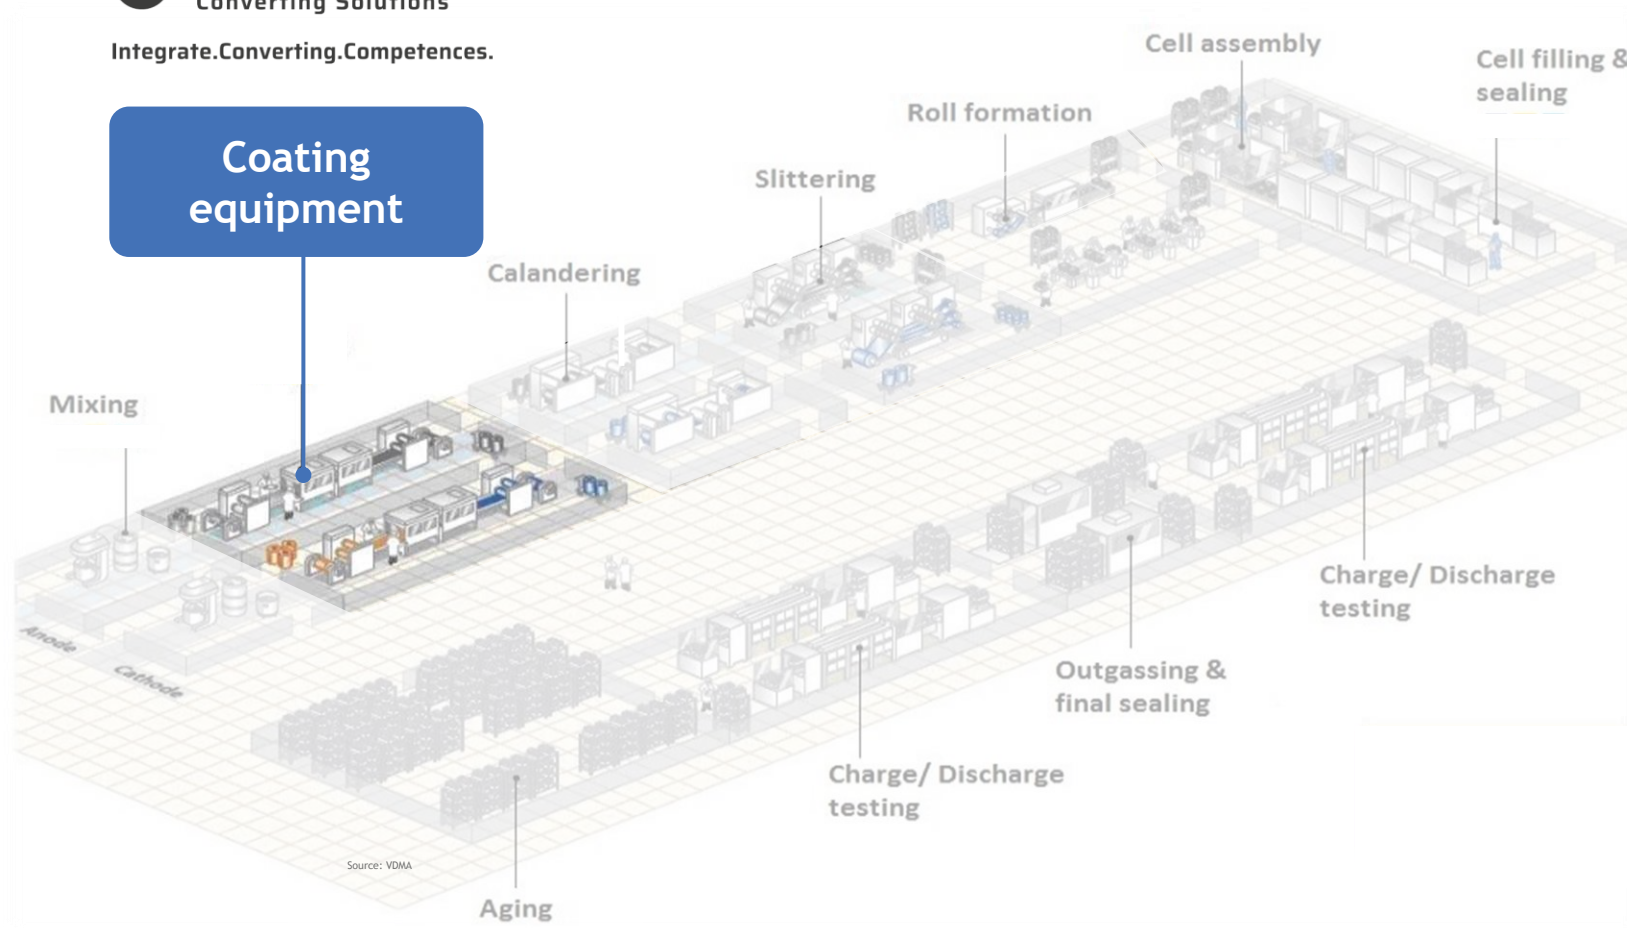 Converting Solutions
Integrate.Converting.Competences.
Coating
equipment
Cell assembly
Cell filling &
sealing
Roll formation
Slittering
Calandering
Mixing
Anode
Cathode
Charge/ Discharge
testing
Outgassing &
final sealing
Charge/ Discharge
testing
Source: VDMA
Aging